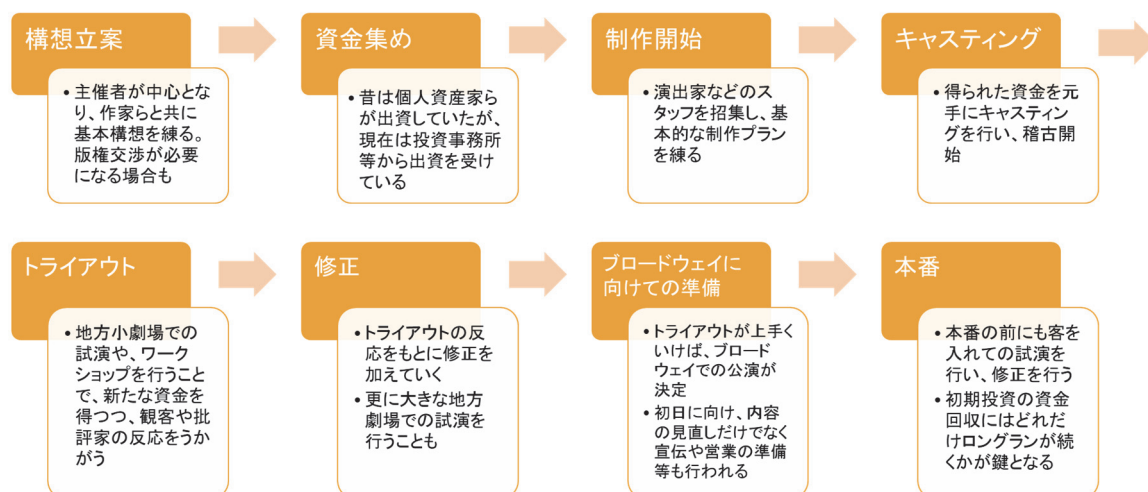 構想立案
• 主催者が中心とな
り、作家らと共に
基本構想を練る。
版権交渉が必要
になる場合も
資金集め
• 昔は個人資産家ら
が出資していたが、
現在は投資事務所
等から出資を受け
ている
制作開始
• 演出家などのス
タッフを招集し、基
本的な制作プラン
を練る
キャスティング
• 得られた資金を元
手にキャスティン
グを行い、稽古開
始
トライアウト
• 地方小劇場での
試演や、ワーク
ショップを行うこと
で、新たな資金を
得つつ、観客や批
評家の反応をうか
がう
修正
• トライアウトの反
応をもとに修正を
加えていく
• 更に大きな地方
劇場での試演を
行うことも
ブロードウェイに
向けての準備
• トライアウトが上手く
いけば、ブロード
ウェイでの公演が
決定
• 初日に向け、内容
の見直しだけでなく
宣伝や営業の準備
等も行われる
本番
• 本番の前にも客を
入れての試演を
行い、修正を行う
• 初期投資の資金
回収にはどれだ
けロングランが続
くかが鍵となる